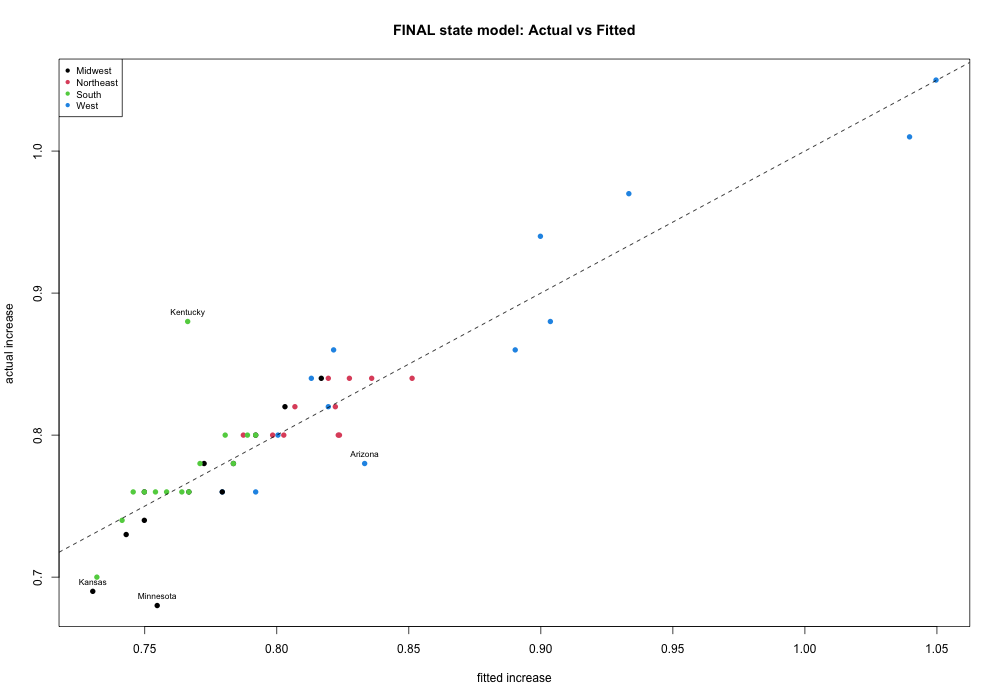 FINAL state model: Actual vs Fitted
Midwest
Northeast
South
West
1.0
0.9
0.8
0.7
actual increase
Kentucky
Arizona
Kansas
Minnesota
0.75
0.80
0.85
0.90
0.95
1.00
1.05
fitted increase